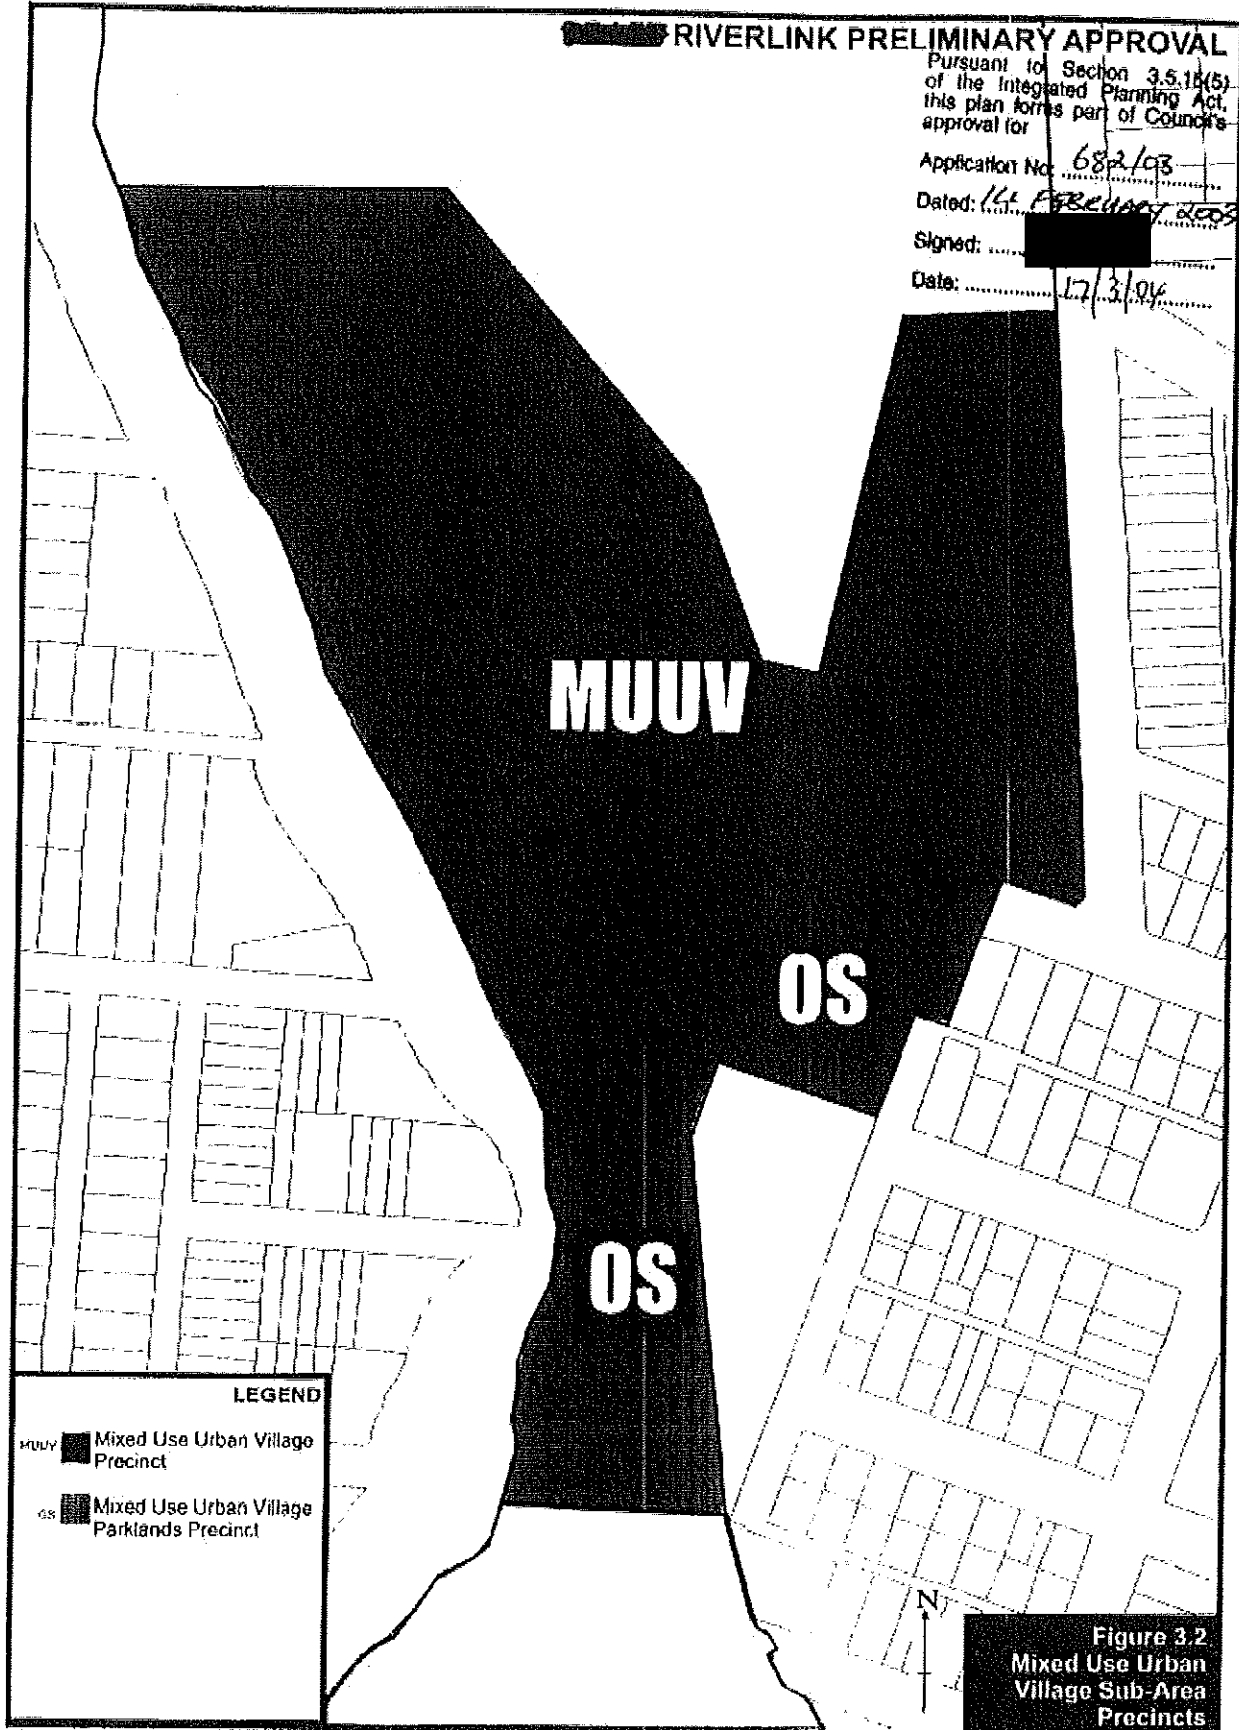 RIVERLINK PRELIMINARY APPROVAL
Pursuant to Section 3.5.15(5)
of the Integrated Planning Act,
this plan forms part of Council's
approval for
Application No: 682/03
Dated: FEBRUARY 2003
Signed:
Date: 17/3/04
MUUV
OS
OS
LEGEND
MUUV Mixed Use Urban Village
Precinct
OS Mixed Use Urban Village
Parklands Precinct
N
Figure 3.2
Mixed Use Urban
Village Sub-Area
Precincts